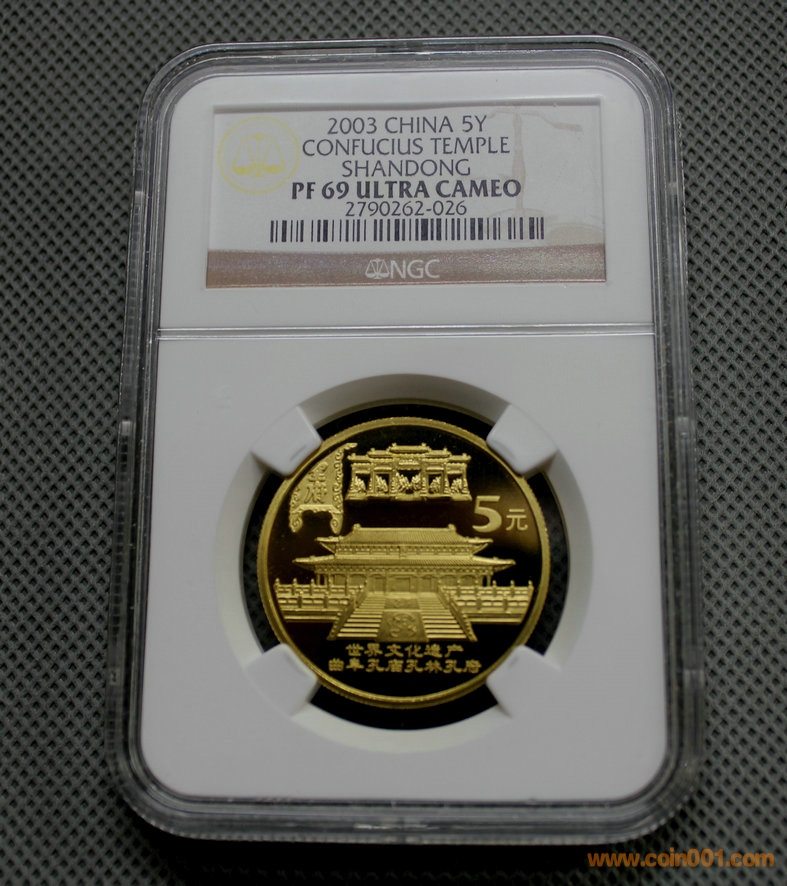 2003 CHINA 5Y
CONFUCIUS TEMPLE
SHANDONG
PF 69 ULTRA CAMEO
2790262-026
NGC
5元
世界文化遗产
曲阜孔庙孔林孔府
www.coin001.com